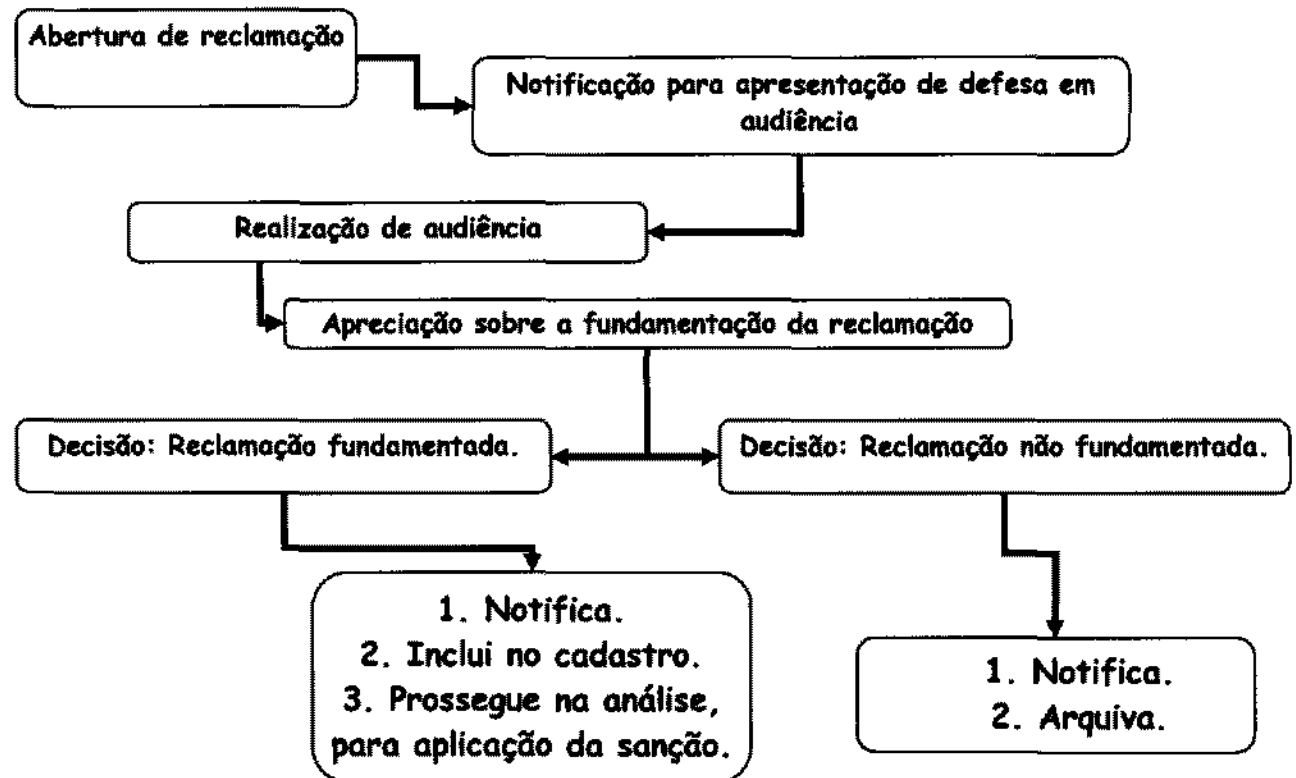 Abertura de reclamação
Notificação para apresentação de defesa em
audiência
Realização de audiência
Apreciação sobre a fundamentação da reclamação
Decisão: Reclamação fundamentada.
Decisão: Reclamação não fundamentada.
1. Notifica.
2. Inclui no cadastro.
3. Prossegue na análise,
para aplicação da sanção.
1. Notifica.
2. Arquiva.